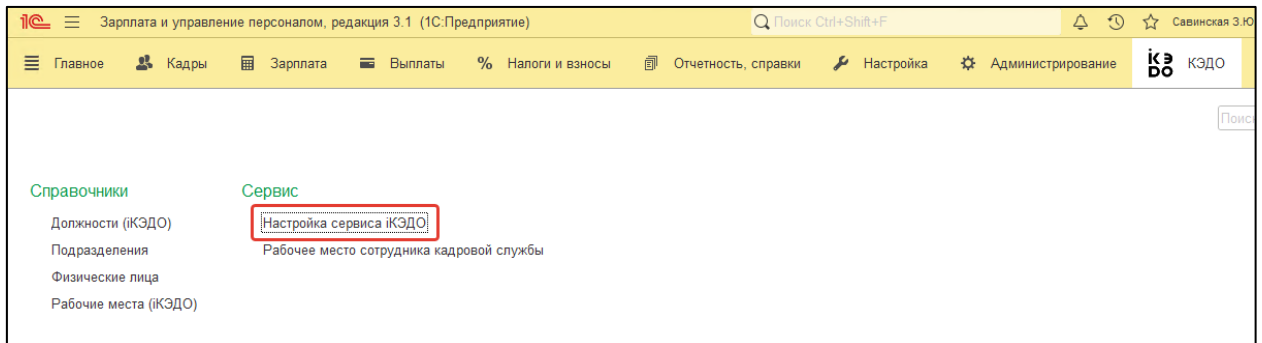 1С Зарплата и управление персоналом, редакция 3.1 (1С:Предприятие) Поиск Ctrl+Shift+F Савинская З.Ю
Главное Кадры Зарплата Выплаты % Налоги и взносы Отчетность, справки Настройка Администрирование iКЭДО КЭДО
Поис
Справочники Сервис
Должности (iКЭДО) Настройка сервиса iКЭДО
Подразделения Рабочее место сотрудника кадровой службы
Физические лица
Рабочие места (iКЭДО)